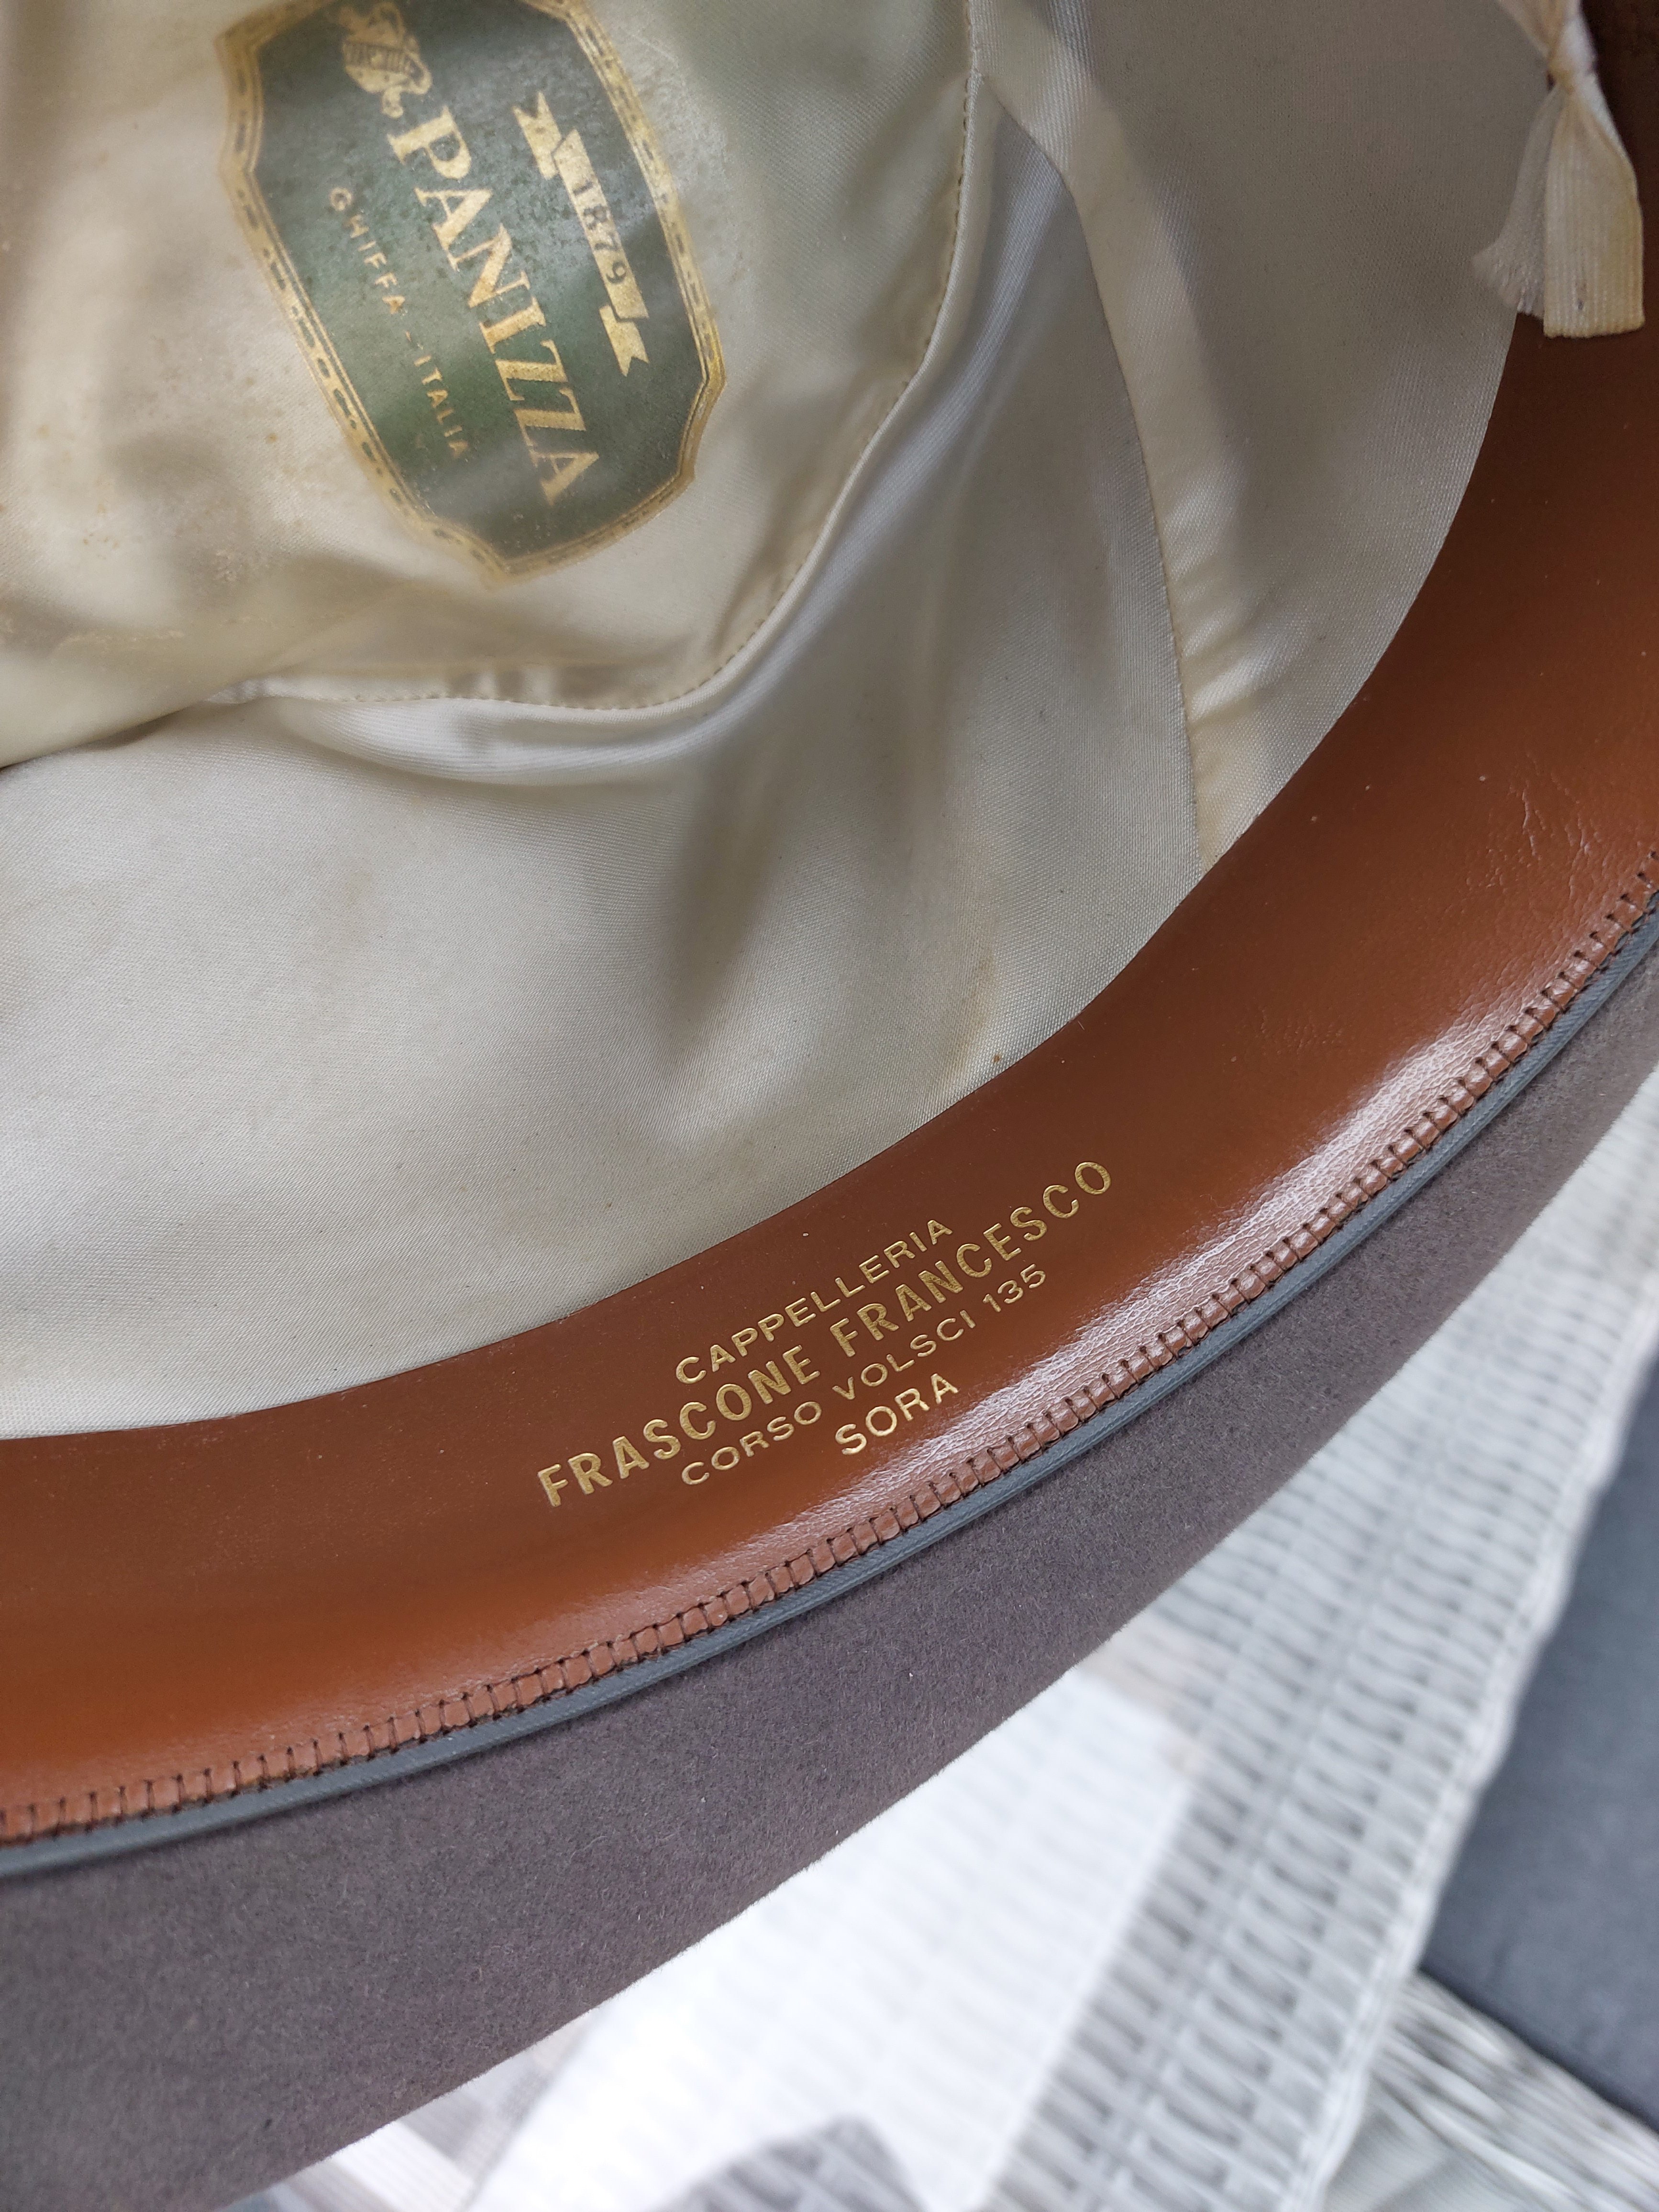 1879
PANIZZA
GHIFFA - ITALIA
CAPPELLERIA
FRASCONE FRANCESCO
CORSO VOLSCI 135
SORA